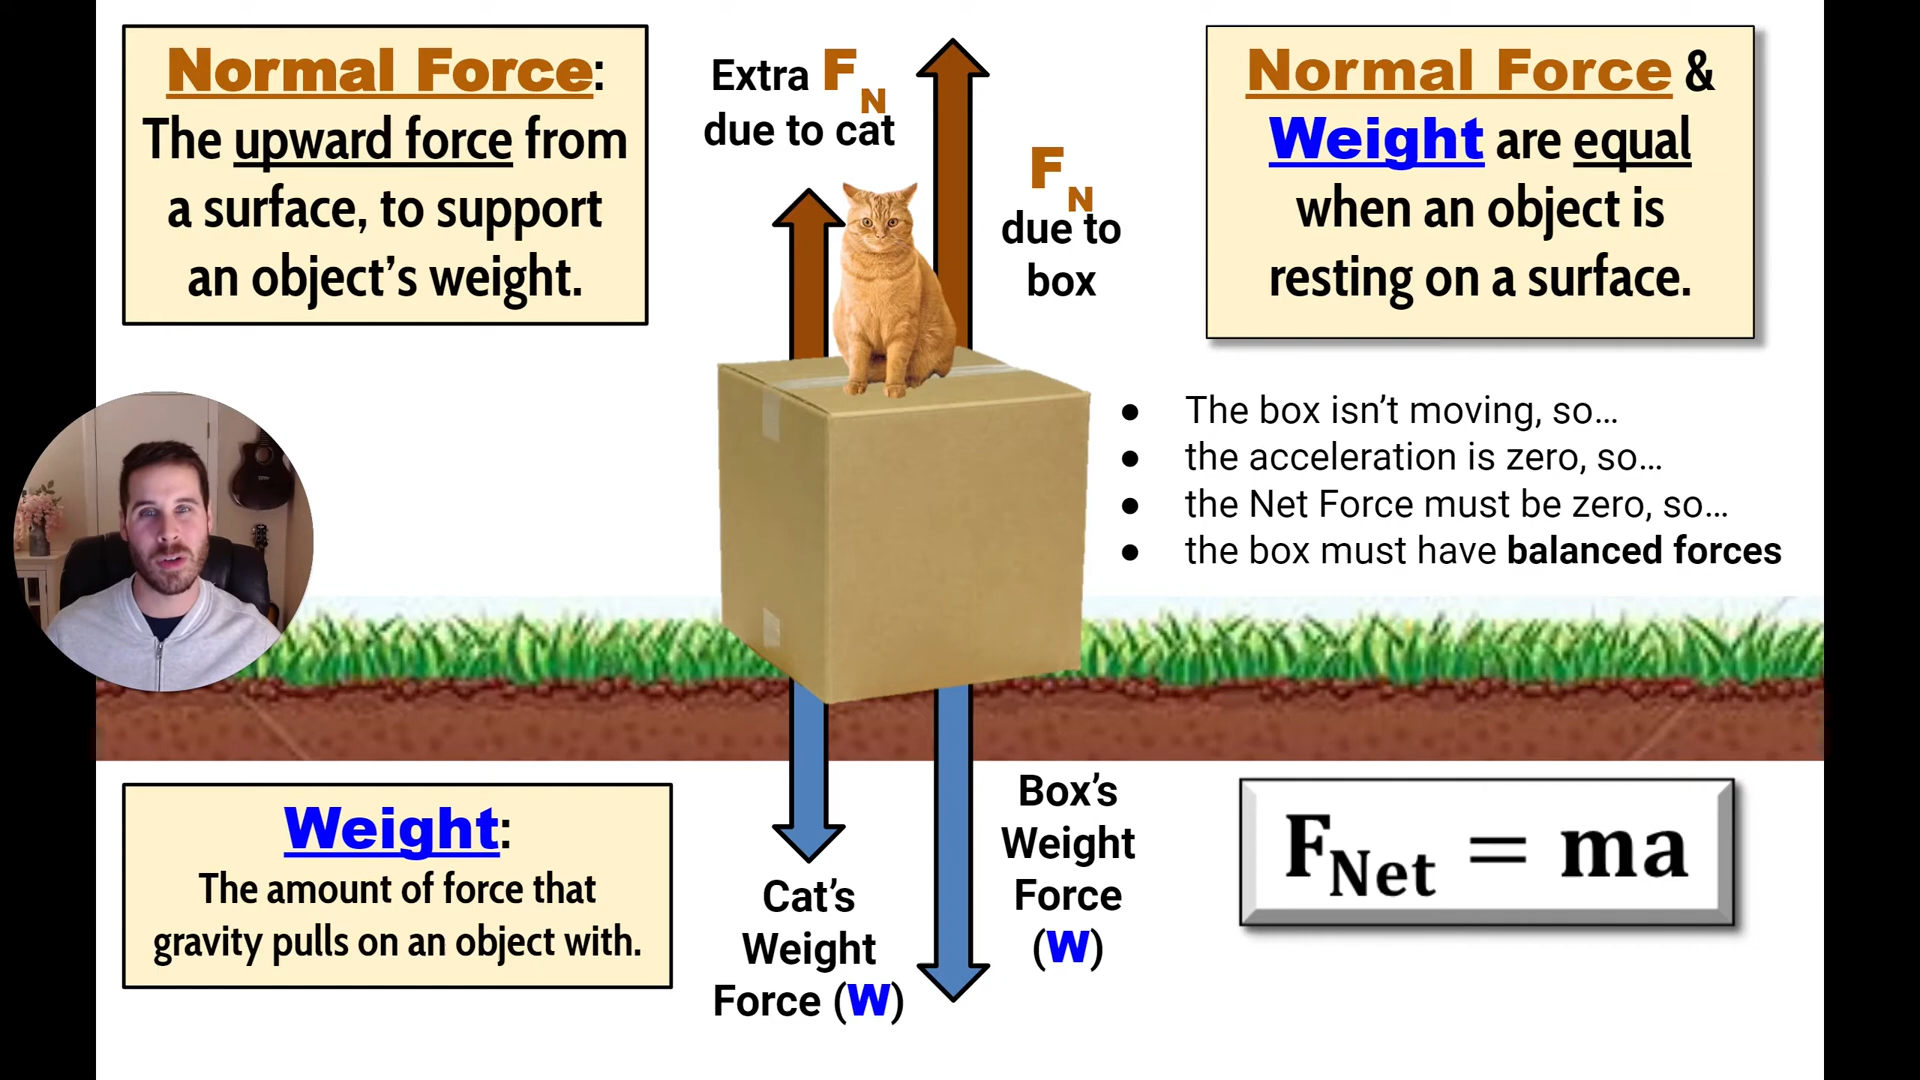 Normal Force:
The upward force from
a surface, to support
an object’s weight.
Extra FN
due to cat
FN
due to
box
Normal Force &
Weight are equal
when an object is
resting on a surface.
● The box isn’t moving, so...
● the acceleration is zero, so...
● the Net Force must be zero, so...
● the box must have balanced forces
Weight:
The amount of force that
gravity pulls on an object with.
Cat’s
Weight
Force (W)
Box’s
Weight
Force
(W)
FNet = ma